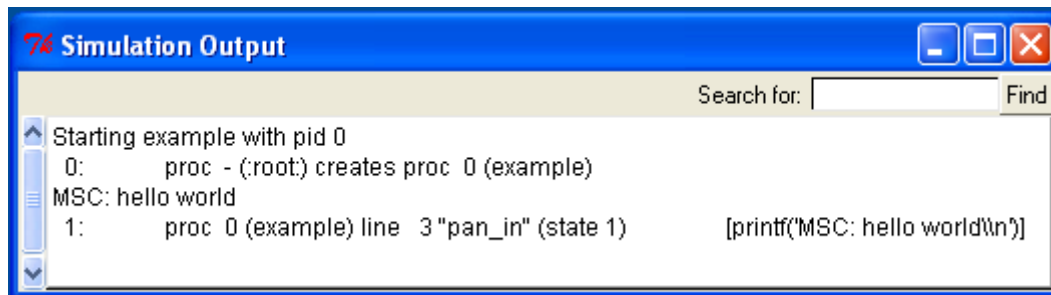 Simulation Output
Search for: Find
Starting example with pid 0
0: proc - (:root:) creates proc 0 (example)
MSC: hello world
1: proc 0 (example) line 3 "pan_in" (state 1) [printf('MSC: hello world\\n')]